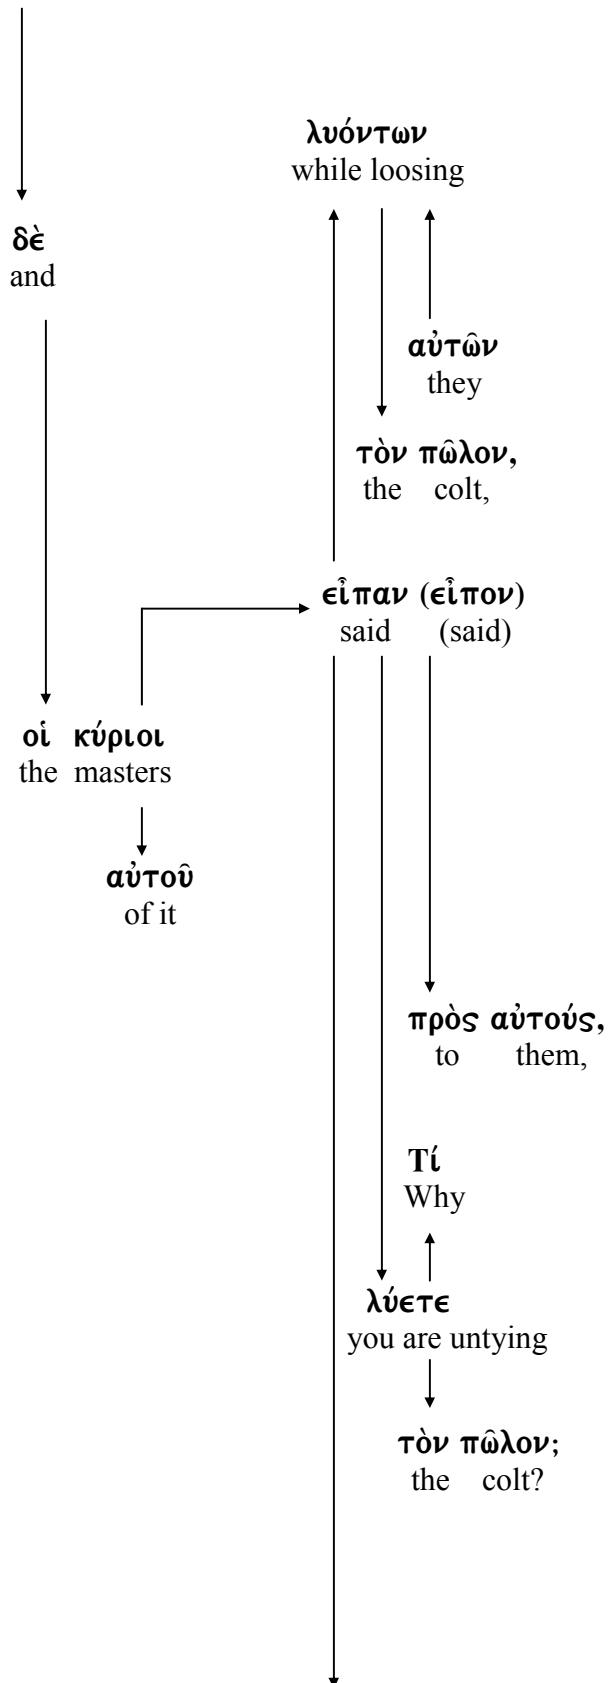 λυόντων
while loosing
δὲ
and
αὐτῶν
they
τὸν πῶλον,
the colt,
εἶπαν (εἶπον)
said (said)
οἱ κύριοι
the masters
αὐτοῦ
of it
πρὸς αὐτούς,
to them,
Τί
Why
λύετε
you are untying
τὸν πῶλον;
the colt?